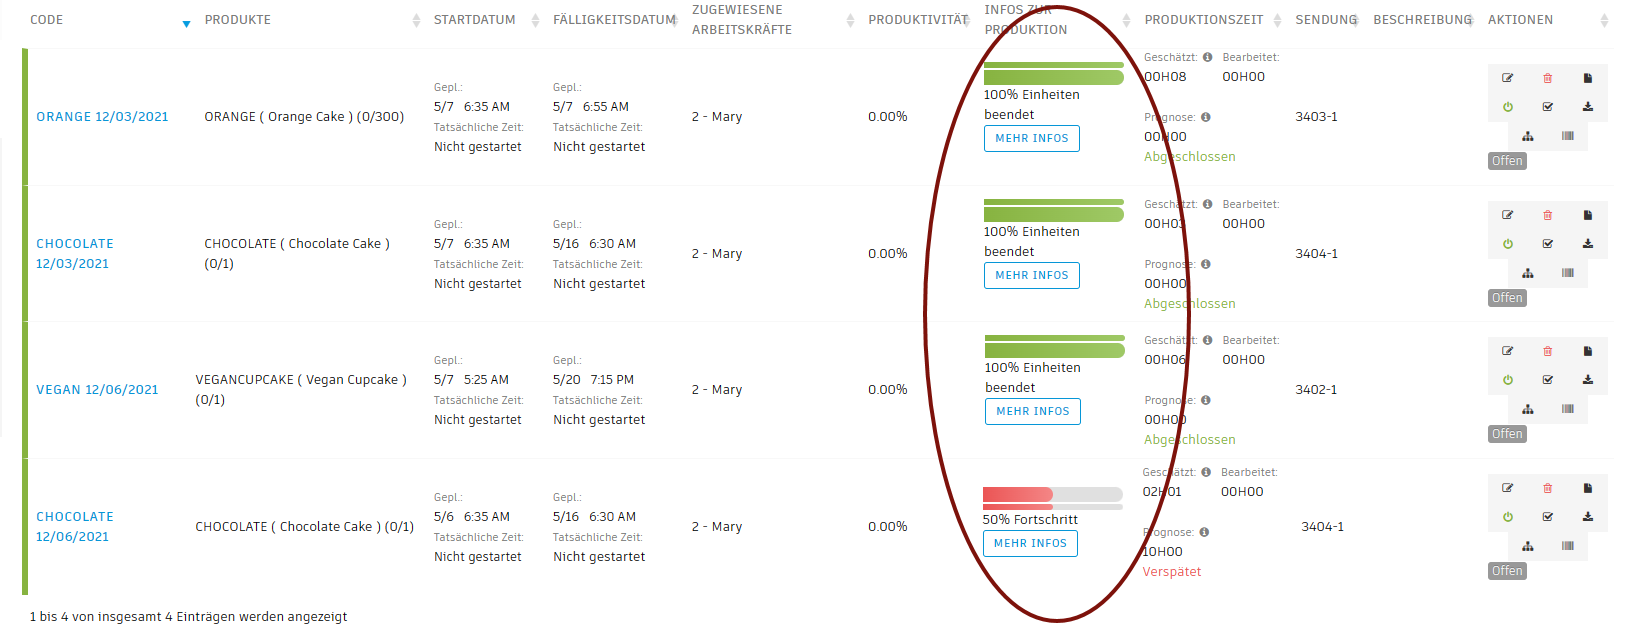 CODE PRODUKTE STARTDATUM FÄLLIGKEITSDATUM ZUGEWIESENE ARBEITSKRÄFTE PRODUKTIVITÄT INFOS ZUR PRODUKTION PRODUKTIONSZEIT SENDUNG BESCHREIBUNG AKTIONEN
ORANGE 12/03/2021
ORANGE ( Orange Cake ) (0/300)
Gepl.:
5/7 6:35 AM
Tatsächliche Zeit:
Nicht gestartet
Gepl.:
5/7 6:55 AM
Tatsächliche Zeit:
Nicht gestartet
2 - Mary
0.00%
100% Einheiten
beendet
MEHR INFOS
Geschätzt: Bearbeitet:
00H08 00H00
Prognose:
00H00
Abgeschlossen
3403-1
Offen
CHOCOLATE
12/03/2021
CHOCOLATE ( Chocolate Cake )
(0/1)
Gepl.:
5/7 6:35 AM
Tatsächliche Zeit:
Nicht gestartet
Gepl.:
5/16 6:30 AM
Tatsächliche Zeit:
Nicht gestartet
2 - Mary
0.00%
100% Einheiten
beendet
MEHR INFOS
Geschätzt: Bearbeitet:
00H03 00H00
Prognose:
00H00
Abgeschlossen
3404-1
Offen
VEGAN 12/06/2021
VEGANCUPCAKE ( Vegan Cupcake )
(0/1)
Gepl.:
5/7 5:25 AM
Tatsächliche Zeit:
Nicht gestartet
Gepl.:
5/20 7:15 PM
Tatsächliche Zeit:
Nicht gestartet
2 - Mary
0.00%
100% Einheiten
beendet
MEHR INFOS
Geschätzt: Bearbeitet:
00H06 00H00
Prognose:
00H00
Abgeschlossen
3402-1
Offen
CHOCOLATE
12/06/2021
CHOCOLATE ( Chocolate Cake ) (0/1)
Gepl.:
5/6 6:35 AM
Tatsächliche Zeit:
Nicht gestartet
Gepl.:
5/16 6:30 AM
Tatsächliche Zeit:
Nicht gestartet
2 - Mary
0.00%
50% Fortschritt
MEHR INFOS
Geschätzt: Bearbeitet:
02H01 00H00
Prognose:
10H00
Verspätet
3404-1
Offen
1 bis 4 von insgesamt 4 Einträgen werden angezeigt